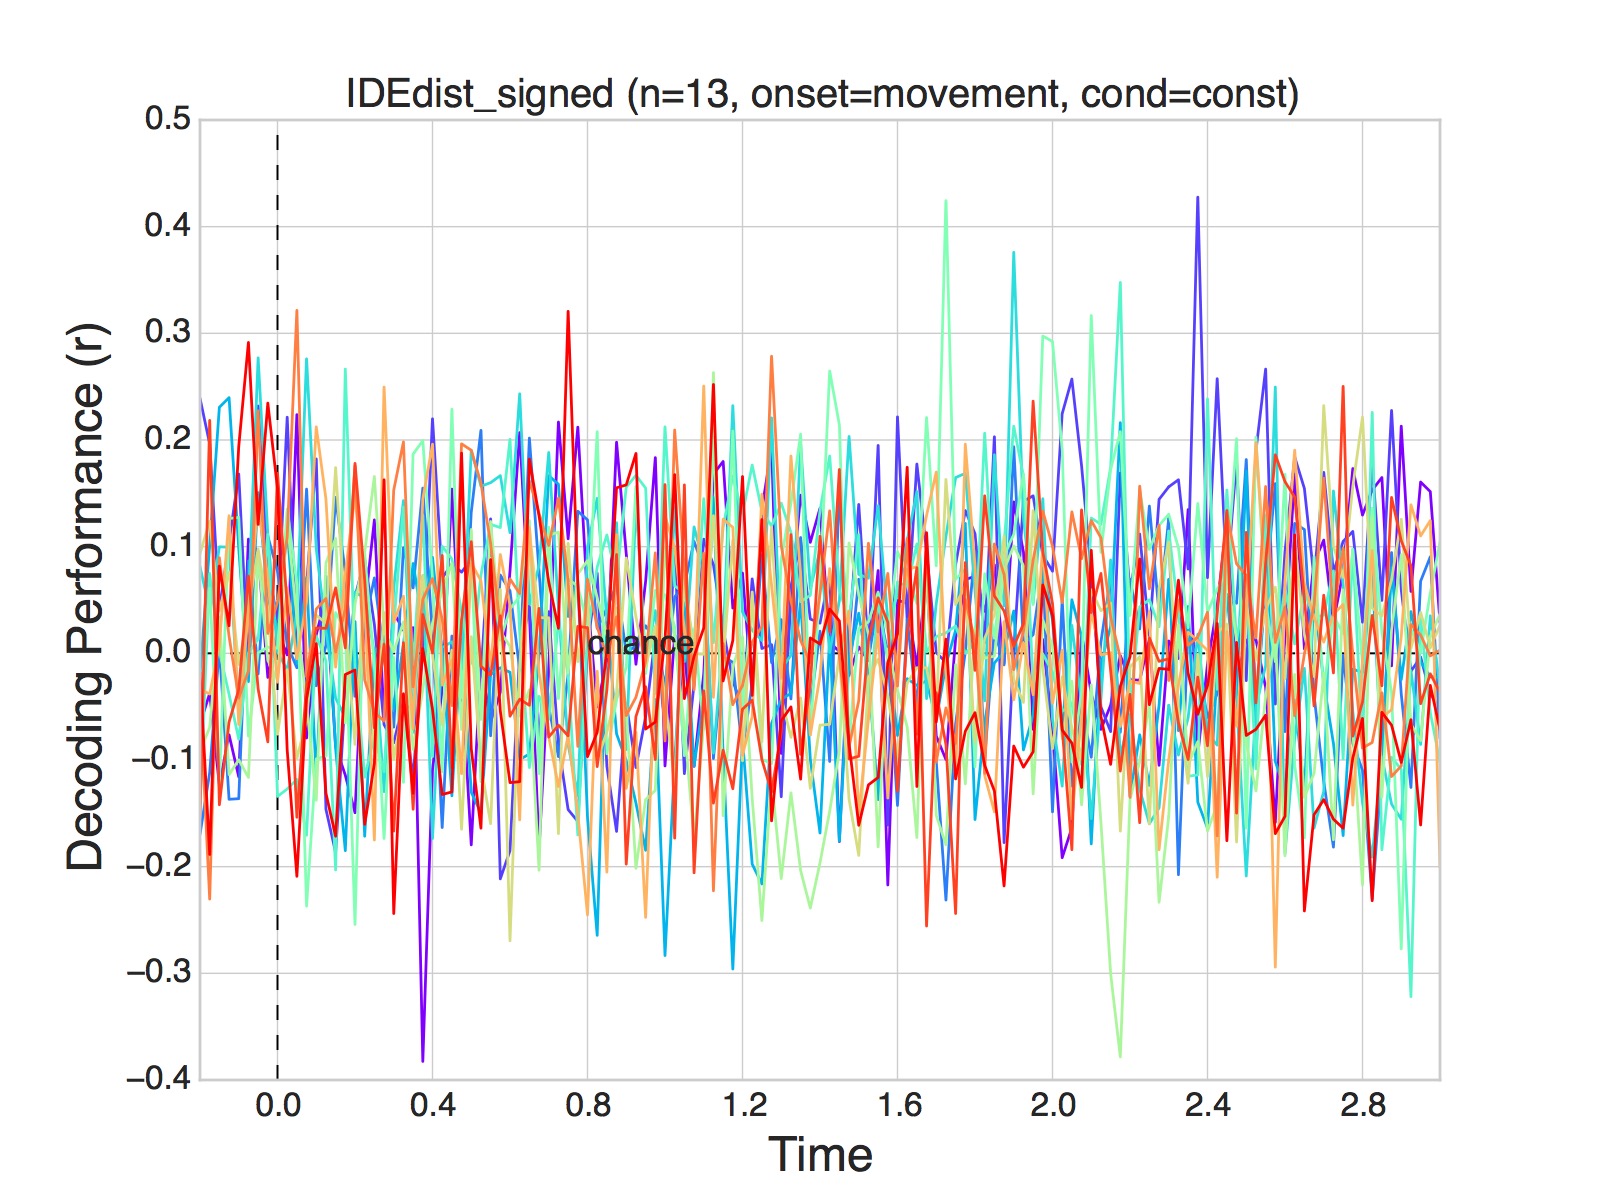 IDEdist_signed (n=13, onset=movement, cond=const)
0.5
0.4
0.3
0.2
0.1
0.0
−0.1
−0.2
−0.3
−0.4
Decoding Performance (r)
chance
0.0 0.4 0.8 1.2 1.6 2.0 2.4 2.8
Time